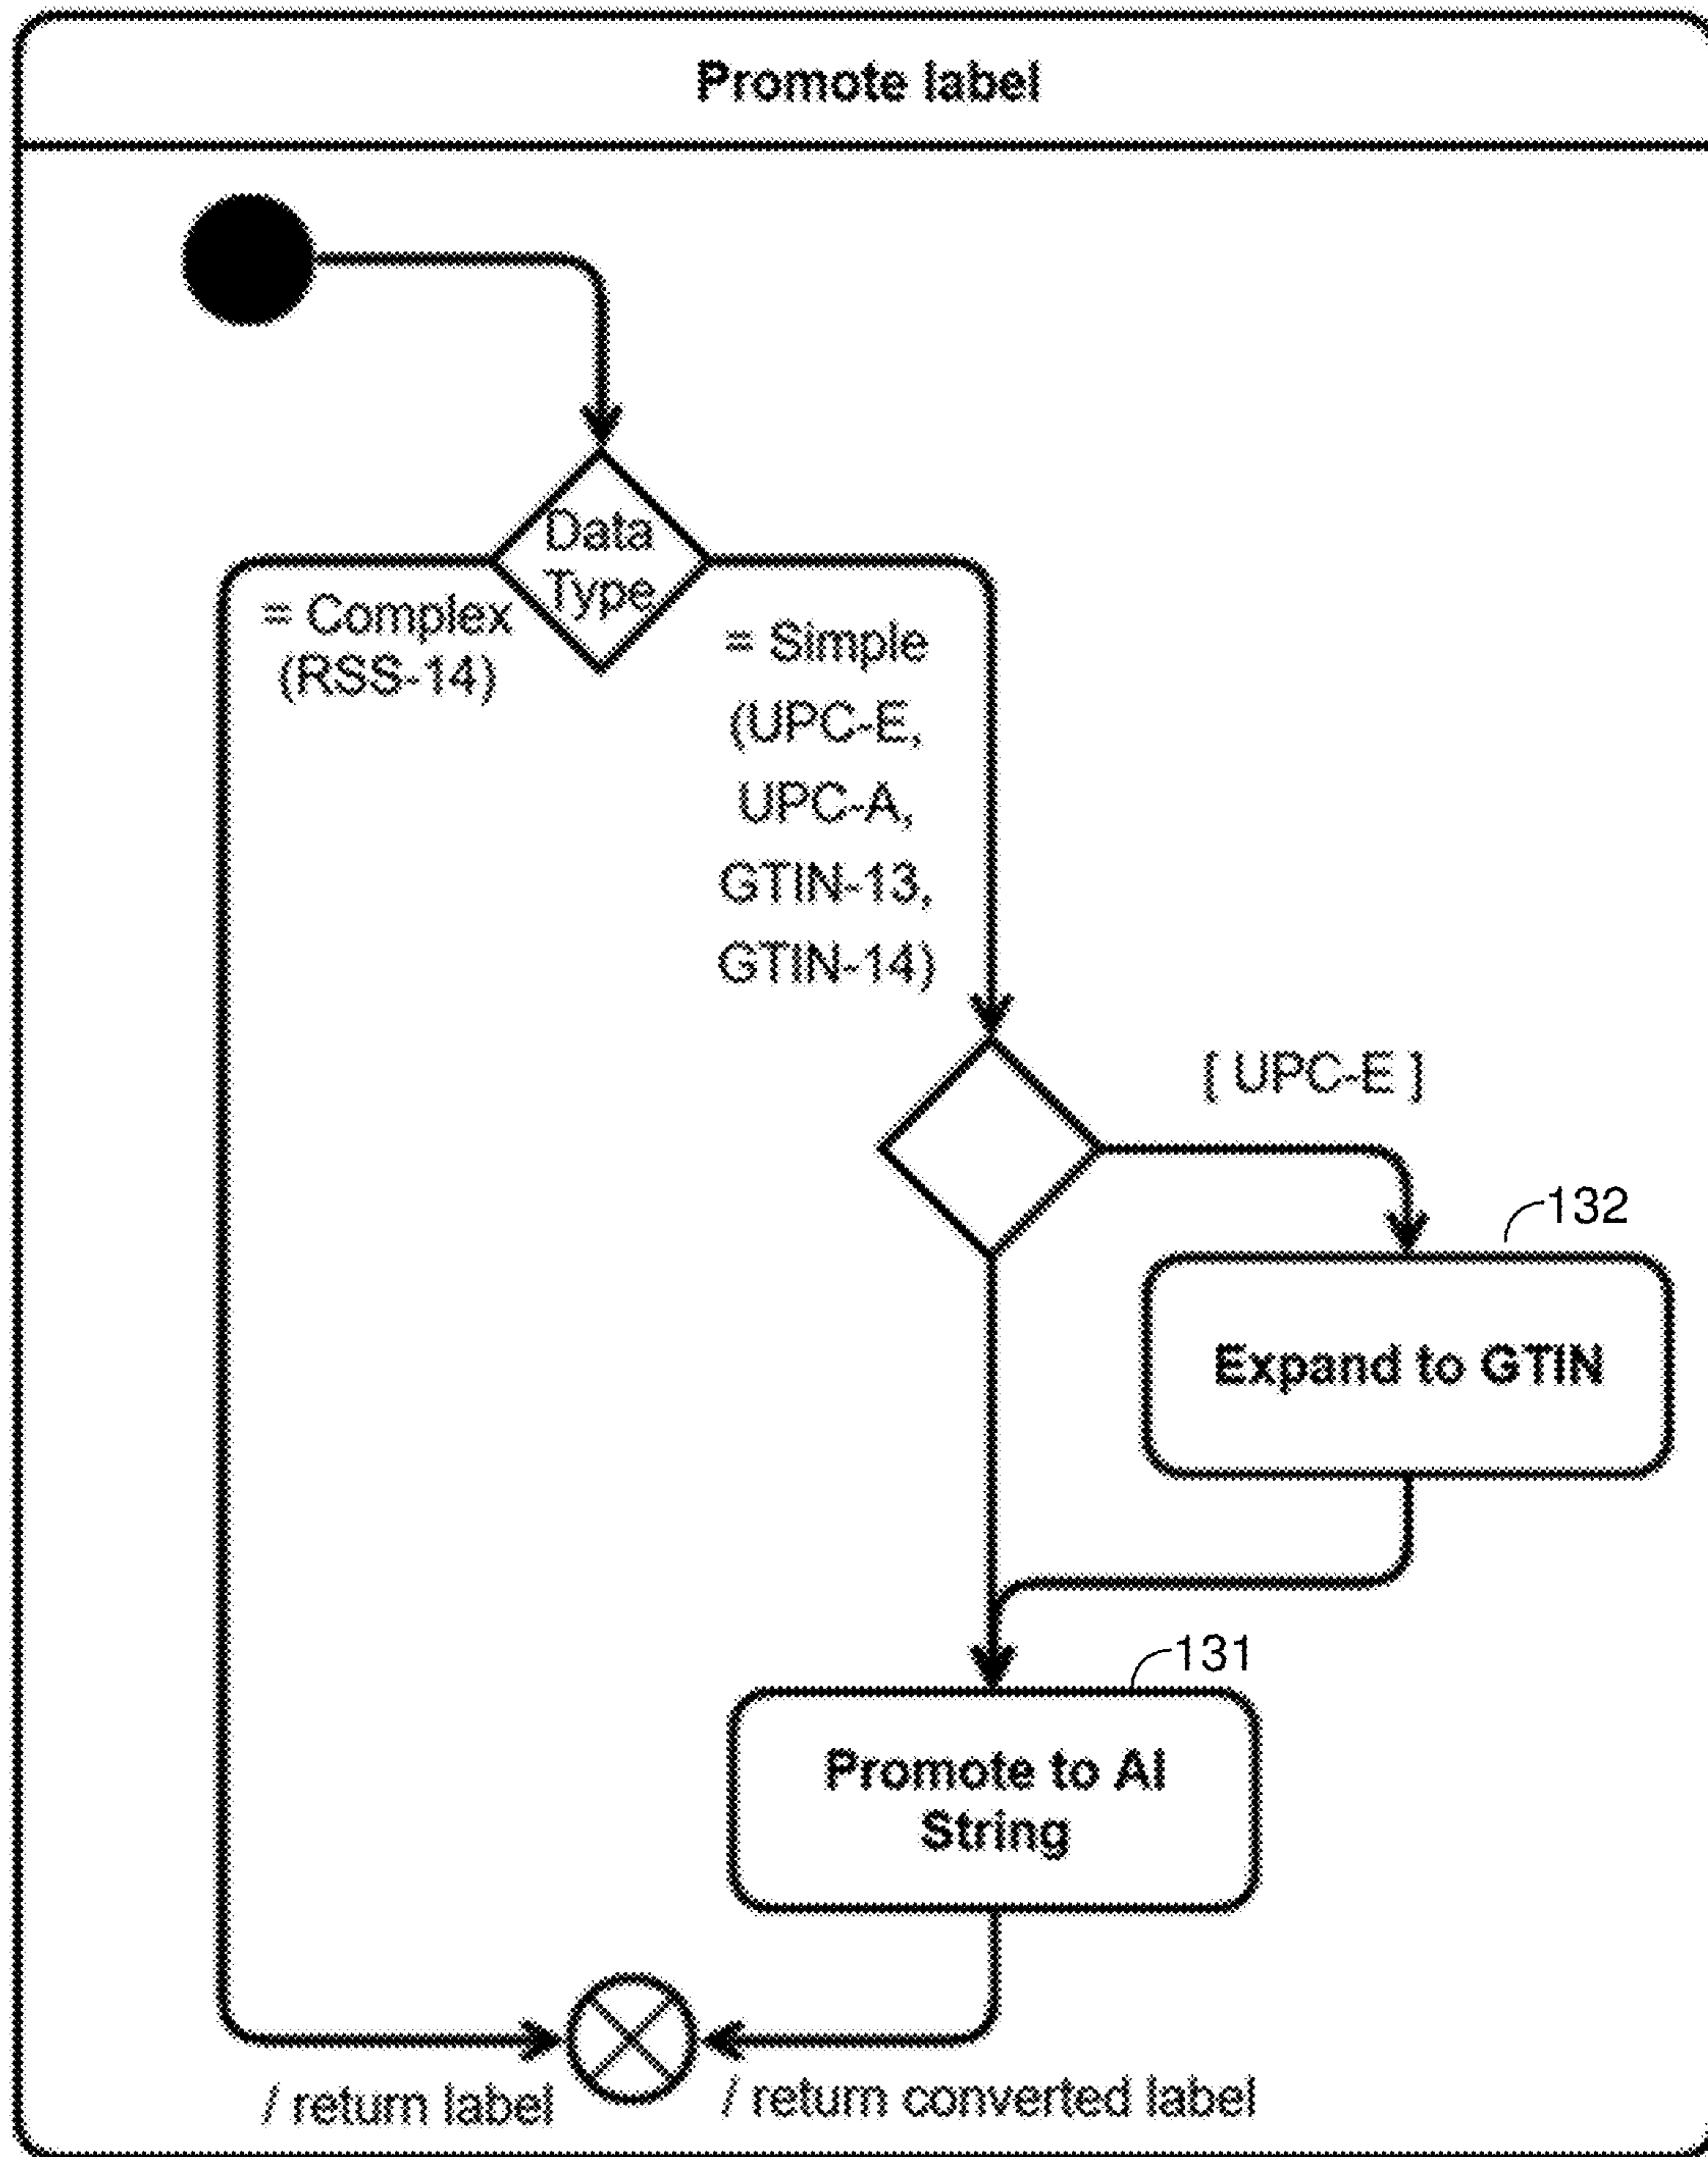 Promote label
Data
Type
= Complex
(RSS-14)
= Simple
(UPC-E,
UPC-A,
GTIN-13,
GTIN-14)
[ UPC-E ]
132
Expand to GTIN
131
Promote to AI
String
/ return label
/ return converted label